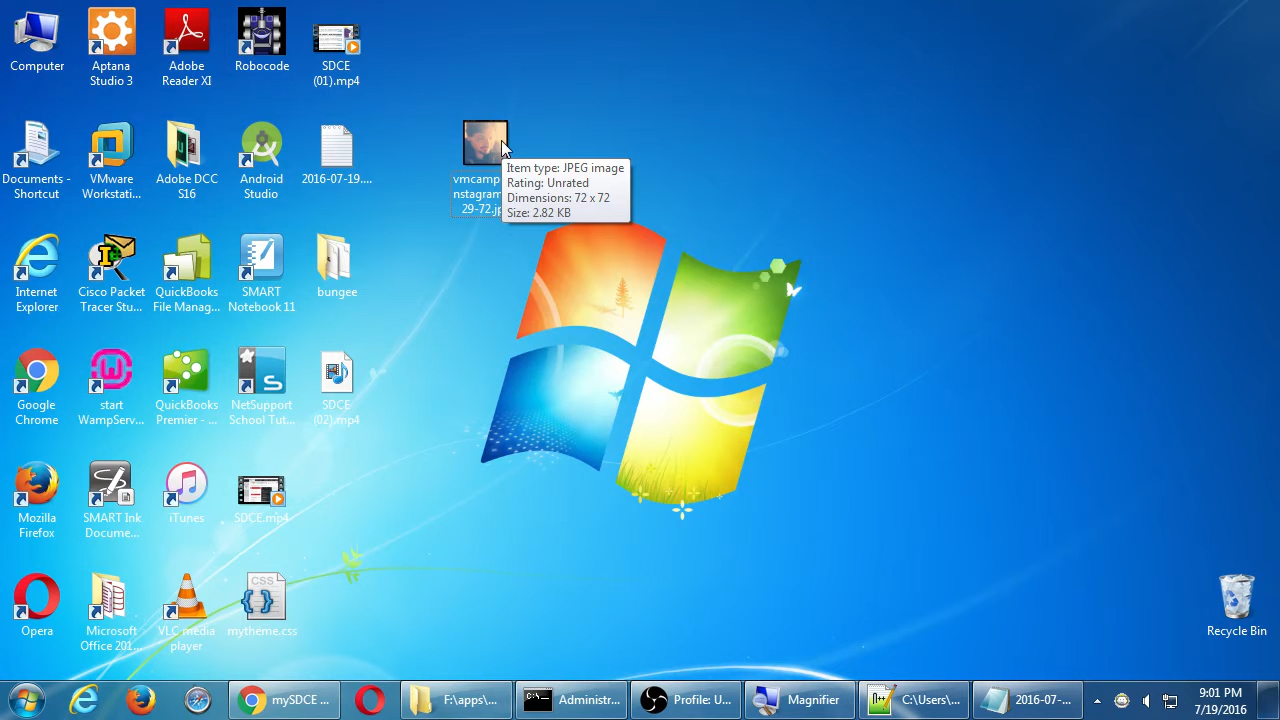 Computer
Aptana
Studio 3
Adobe
Reader XI
Robocode
SDCE
(01).mp4
Documents -
Shortcut
VMware
Workstati...
Adobe DCC
S16
Android
Studio
2016-07-19....
vmcamp
nstagram
29-72.jp
Item type: JPEG image
Rating: Unrated
Dimensions: 72 x 72
Size: 2.82 KB
Internet
Explorer
Cisco Packet
Tracer Stu...
QuickBooks
File Manag...
SMART
Notebook 11
bungee
Google
Chrome
start
WampServ...
QuickBooks
Premier - ...
NetSupport
School Tut...
SDCE
(02).mp4
Mozilla
Firefox
SMART Ink
Docume...
iTunes
SDCE.mp4
CSS
Opera
Microsoft
Office 201...
VLC media
player
mytheme.css
Recycle Bin
mySDCE ...
F:\apps\...
C:\
Administr...
Profile: U...
Magnifier
C:\Users\...
2016-07-...
9:01 PM
7/19/2016